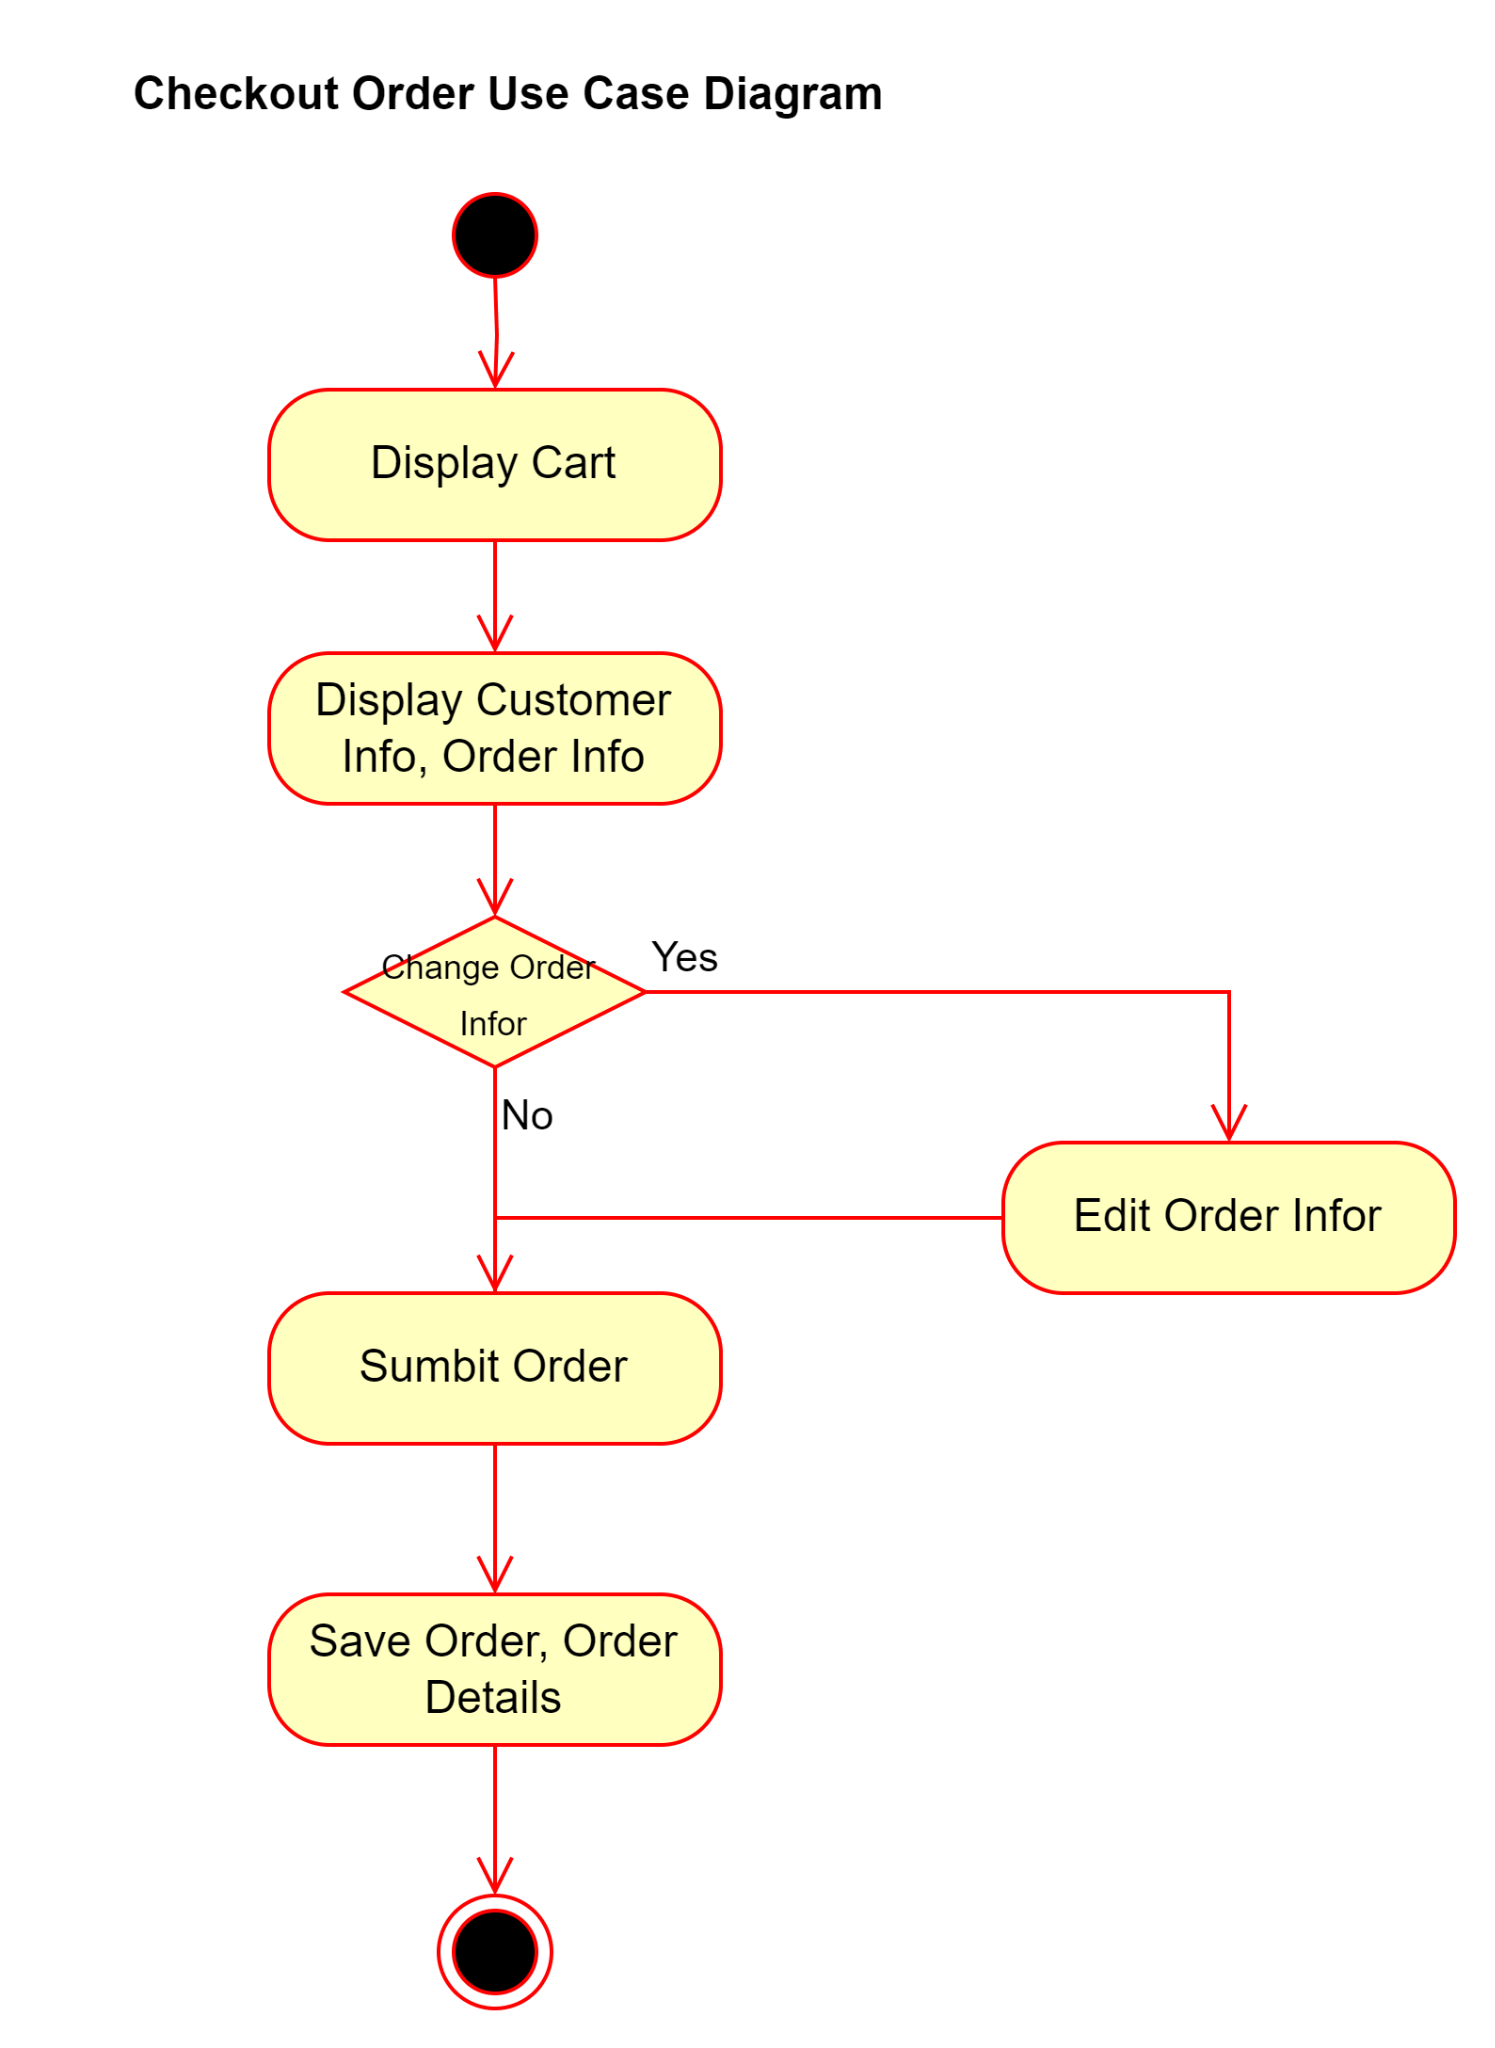 Checkout Order Use Case Diagram
Display Cart
Display Customer
Info, Order Info
Change Order
Infor
Yes
No
Edit Order Infor
Sumbit Order
Save Order, Order
Details